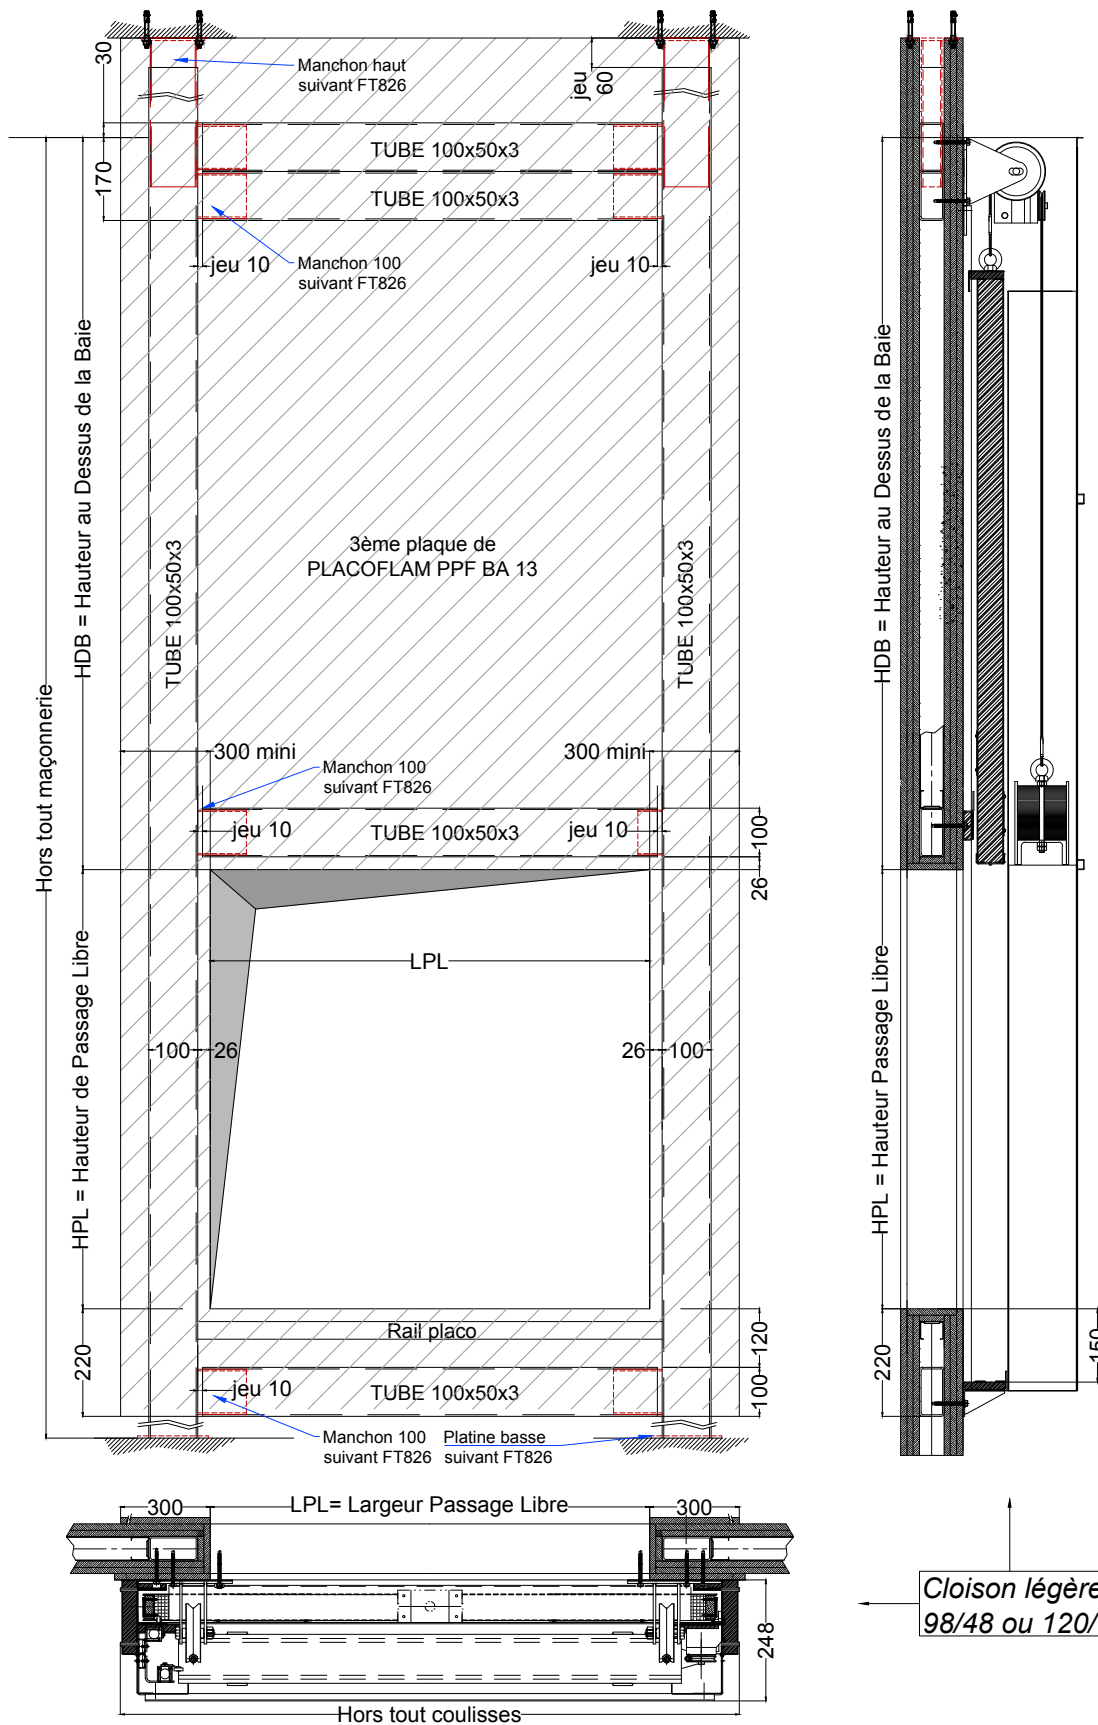 30
Manchon haut
suivant FT826
jeu
60
TUBE 100x50x3
TUBE 100x50x3
170
jeu 10
Manchon 100
suivant FT826
jeu 10
HDB = Hauteur au Dessus de la Baie
TUBE 100x50x3
3ème plaque de
PLACOFLAM PPF BA 13
TUBE 100x50x3
HDB = Hauteur au Dessus de la Baie
Hors tout maçonnerie
300 mini
300 mini
Manchon 100
suivant FT826
jeu 10
TUBE 100x50x3
jeu 10
100
26
LPL
HPL = Hauteur de Passage Libre
100
26
26
100
HPL = Hauteur Passage Libre
Rail placo
220
120
jeu 10
TUBE 100x50x3
100
220
150
Manchon 100
suivant FT826
Platine basse
suivant FT826
300
LPL= Largeur Passage Libre
300
248
Hors tout coulisses
Cloison légère
98/48 ou 120/